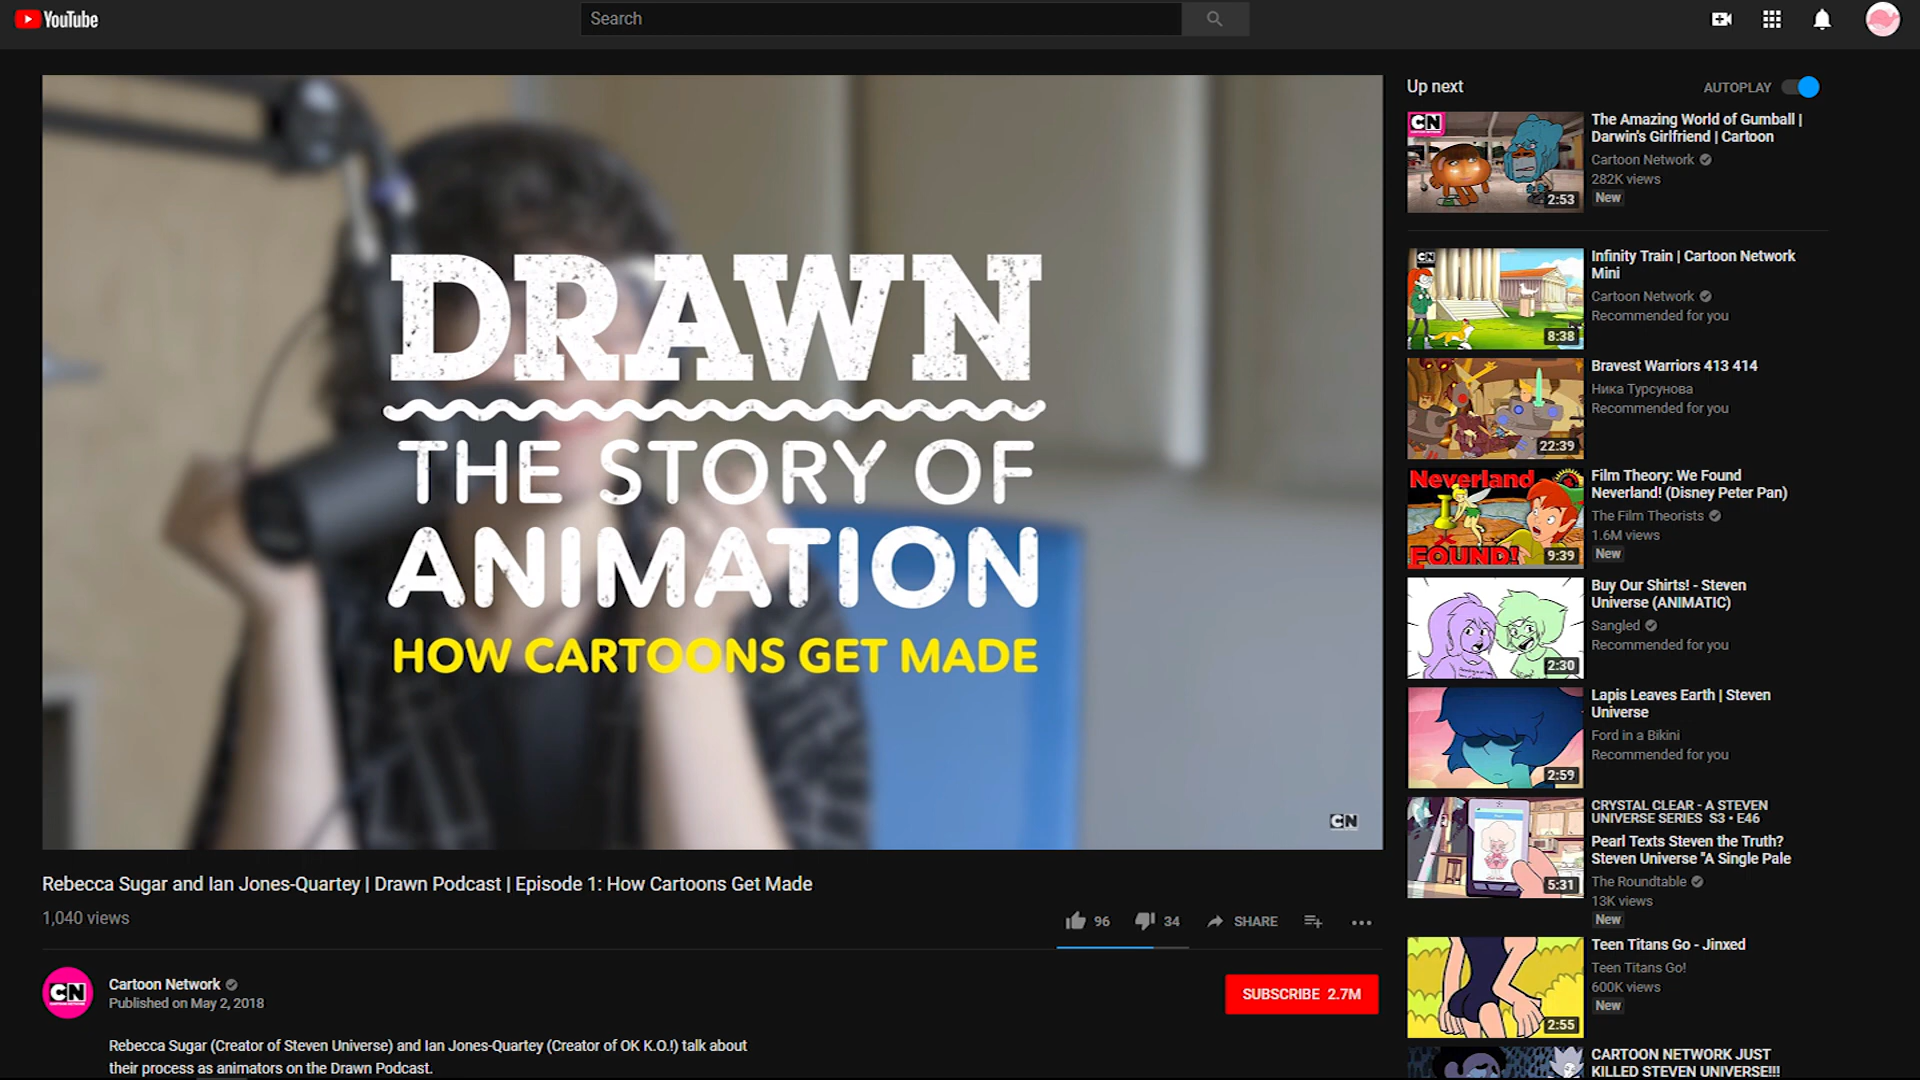 YouTube
Search
DRAWN
THE STORY OF
ANIMATION
HOW CARTOONS GET MADE
CN
Rebecca Sugar and Ian Jones-Quartey | Drawn Podcast | Episode 1: How Cartoons Get Made
1,040 views
96
34
SHARE
CN
Cartoon Network
Published on May 2, 2018
SUBSCRIBE 2.7M
Rebecca Sugar (Creator of Steven Universe) and Ian Jones-Quartey (Creator of OK K.O.!) talk about
their process as animators on the Drawn Podcast.
Up next
AUTOPLAY
CN
2:53
The Amazing World of Gumball |
Darwin's Girlfriend | Cartoon
Cartoon Network
282K views
New
CN
8:38
Infinity Train | Cartoon Network
Mini
Cartoon Network
Recommended for you
22:39
Bravest Warriors 413 414
Ника Турсунова
Recommended for you
Neverland
FOUND!
9:39
Film Theory: We Found
Neverland! (Disney Peter Pan)
The Film Theorists
1.6M views
New
2:30
Buy Our Shirts! - Steven
Universe (ANIMATIC)
Sangled
Recommended for you
2:59
Lapis Leaves Earth | Steven
Universe
Ford in a Bikini
Recommended for you
5:31
CRYSTAL CLEAR - A STEVEN
UNIVERSE SERIES S3 • E46
Pearl Texts Steven the Truth?
Steven Universe "A Single Pale
The Roundtable
13K views
New
2:55
Teen Titans Go - Jinxed
Teen Titans Go!
600K views
New
CARTOON NETWORK JUST
KILLED STEVEN UNIVERSE!!!